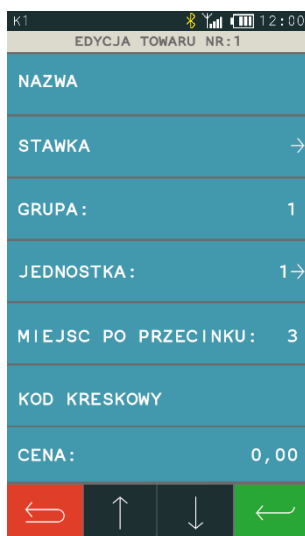 K1 12:00
EDYCJA TOWARU NR:1
NAZWA
STAWKA →
GRUPA: 1
JEDNOSTKA: 1→
MIEJSC PO PRZECINKU: 3
KOD KRESKOWY
CENA: 0,00